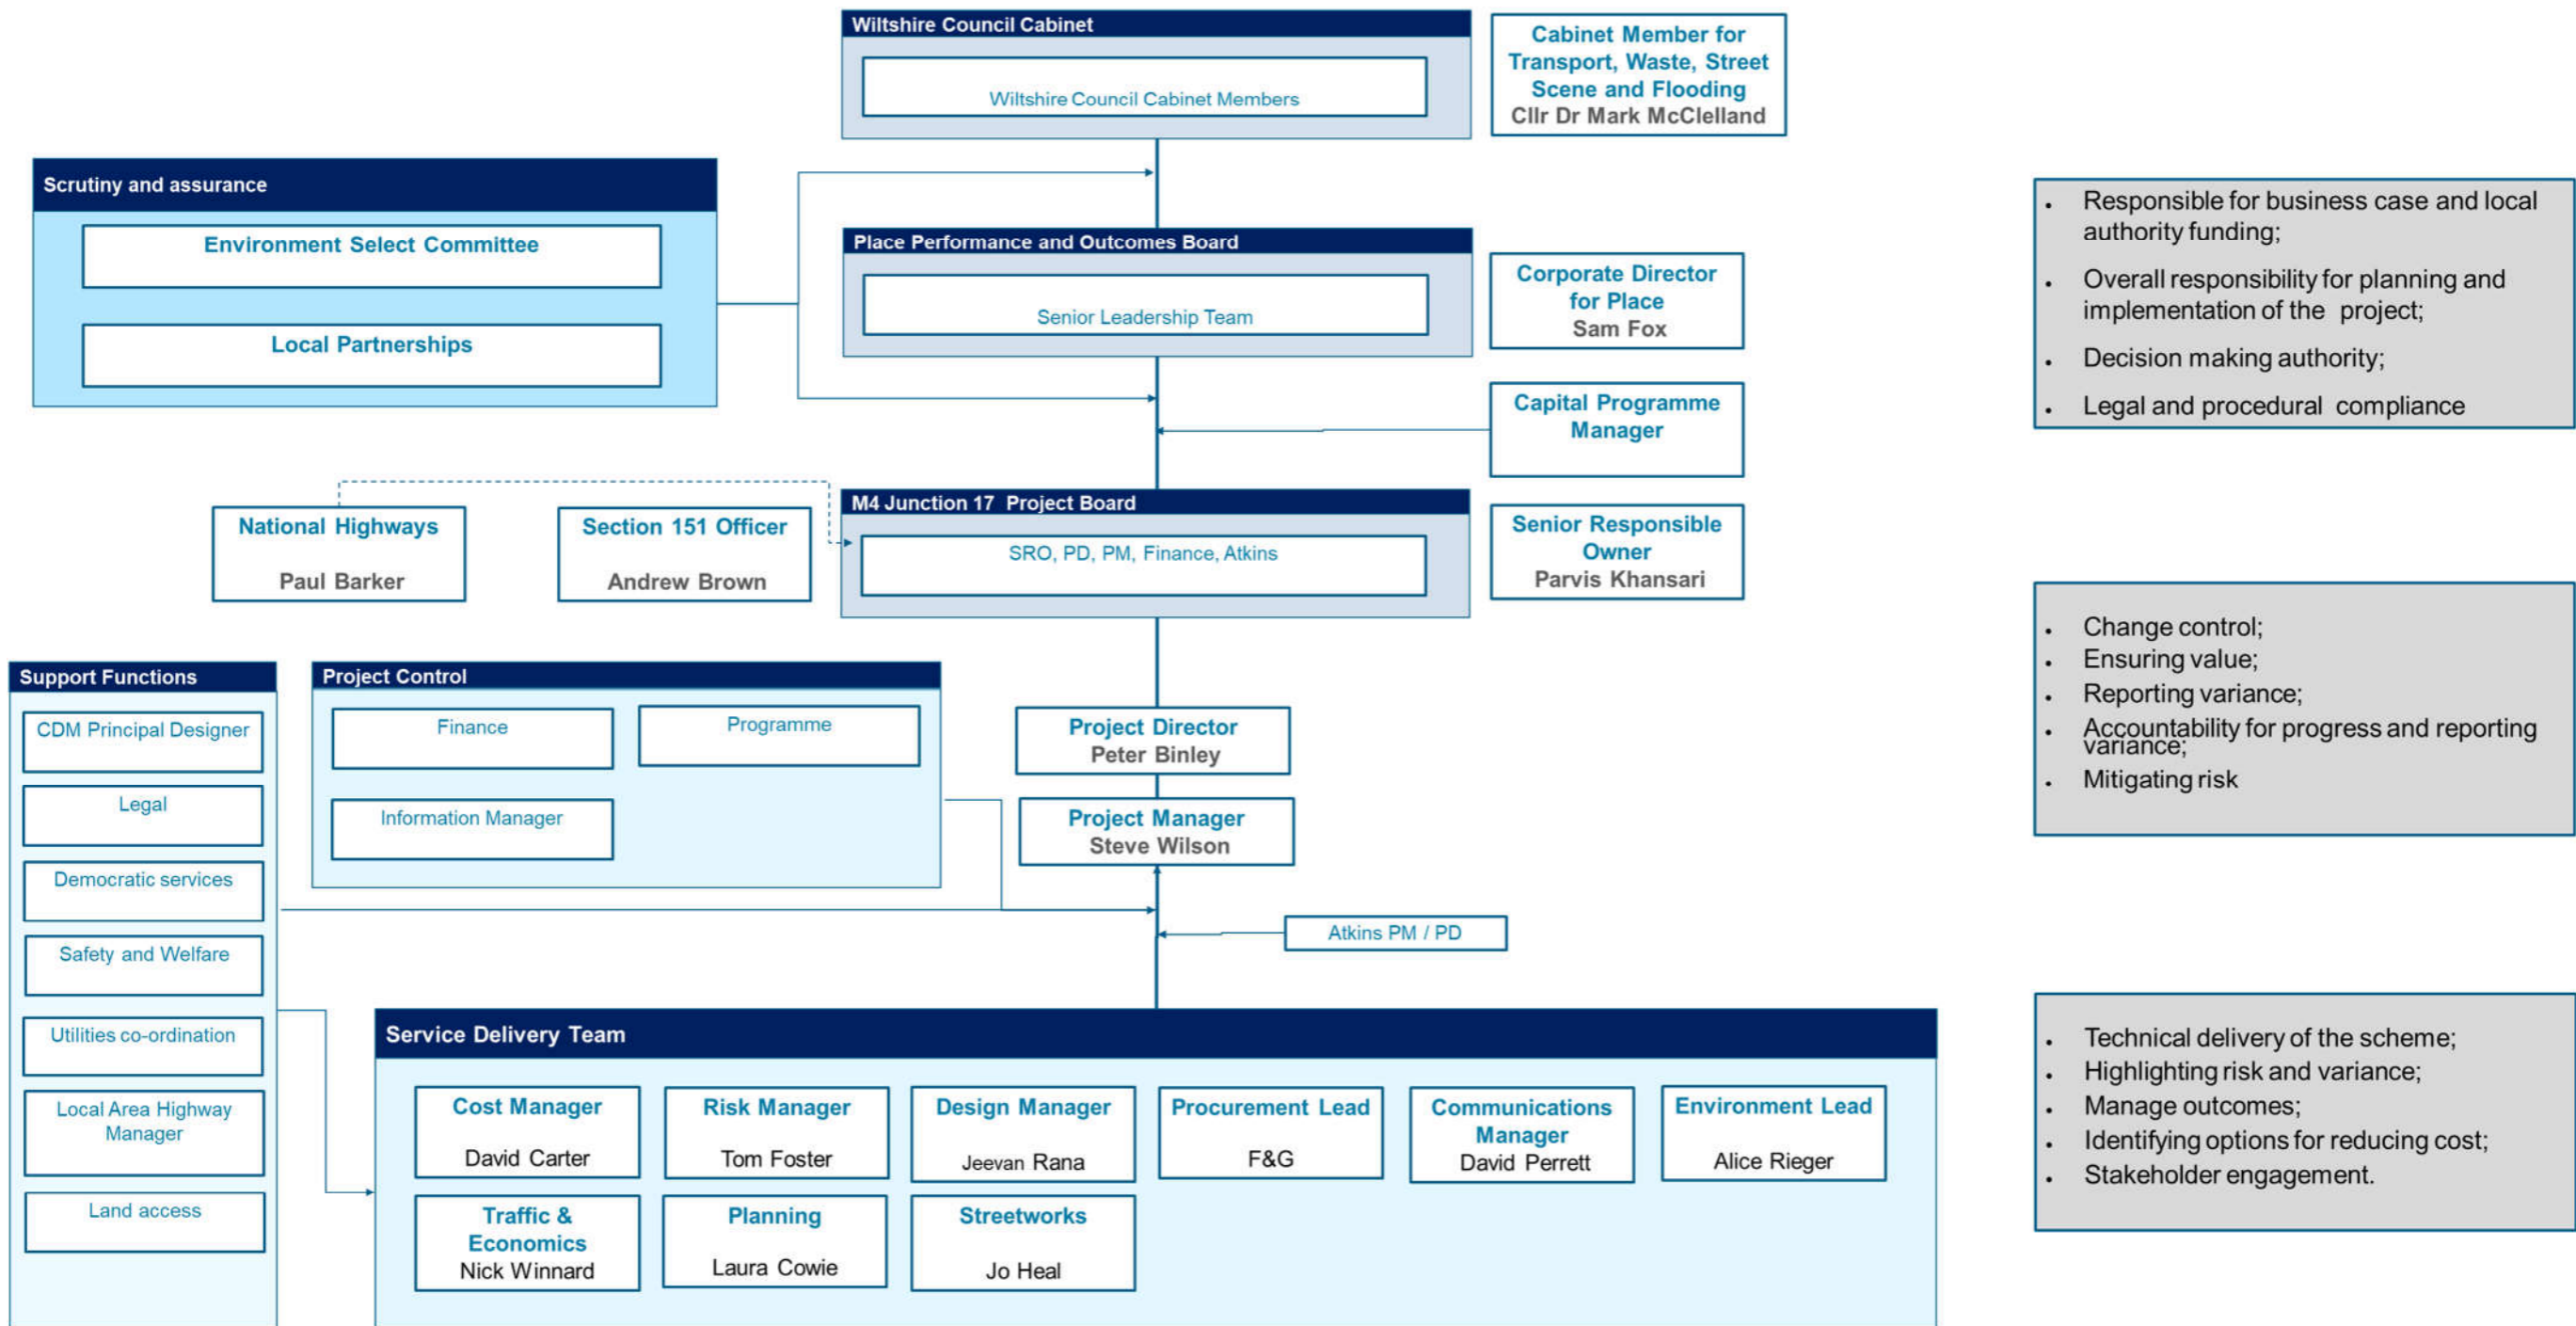 Wiltshire Council Cabinet
Wiltshire Council Cabinet Members
Cabinet Member for
Transport, Waste, Street
Scene and Flooding
Cllr Dr Mark McClelland
Scrutiny and assurance
Environment Select Committee
Local Partnerships
Place Performance and Outcomes Board
Senior Leadership Team
Corporate Director
for Place
Sam Fox
Capital Programme
Manager
• Responsible for business case and local
authority funding;
• Overall responsibility for planning and
implementation of the project;
• Decision making authority;
• Legal and procedural compliance
National Highways
Paul Barker
Section 151 Officer
Andrew Brown
M4 Junction 17 Project Board
SRO, PD, PM, Finance, Atkins
Senior Responsible
Owner
Parvis Khansari
Support Functions
CDM Principal Designer
Legal
Democratic services
Safety and Welfare
Utilities co-ordination
Local Area Highway
Manager
Land access
Project Control
Finance
Programme
Information Manager
Project Director
Peter Binley
Project Manager
Steve Wilson
Atkins PM / PD
• Change control;
• Ensuring value;
• Reporting variance;
• Accountability for progress and reporting
variance;
• Mitigating risk
Service Delivery Team
Cost Manager
David Carter
Risk Manager
Tom Foster
Design Manager
Jeevan Rana
Procurement Lead
F&G
Communications
Manager
David Perrett
Environment Lead
Alice Rieger
Traffic &
Economics
Nick Winnard
Planning
Laura Cowie
Streetworks
Jo Heal
• Technical delivery of the scheme;
• Highlighting risk and variance;
• Manage outcomes;
• Identifying options for reducing cost;
• Stakeholder engagement.